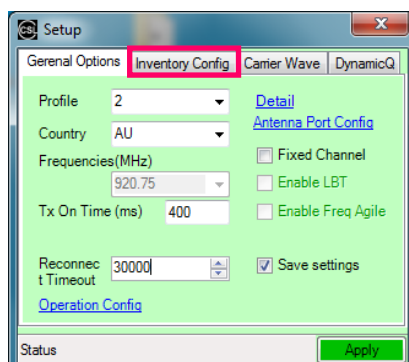 CSL Setup
Gerenal Options Inventory Config Carrier Wave DynamicQ
Profile 2 Detail
Antenna Port Config
Country AU
Frequencies(MHz) Fixed Channel
920.75 Enable LBT
Tx On Time (ms) 400 Enable Freq Agile
Reconnec
t Timeout 30000 Save settings
Operation Config
Status Apply